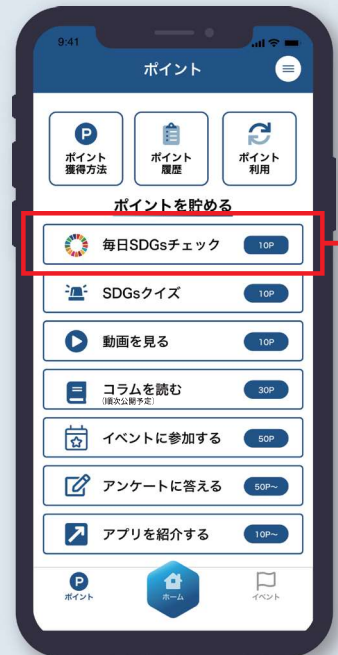 9:41
ポイント
P
ポイント
獲得方法
ポイント
履歴
ポイント
利用
ポイントを貯める
毎日SDGsチェック 10P
SDGsクイズ 10P
動画を見る 10P
コラムを読む 30P
(順次公開予定)
イベントに参加する 50P
アンケートに答える 50P~
アプリを紹介する 10P~
P
ポイント ホーム イベント